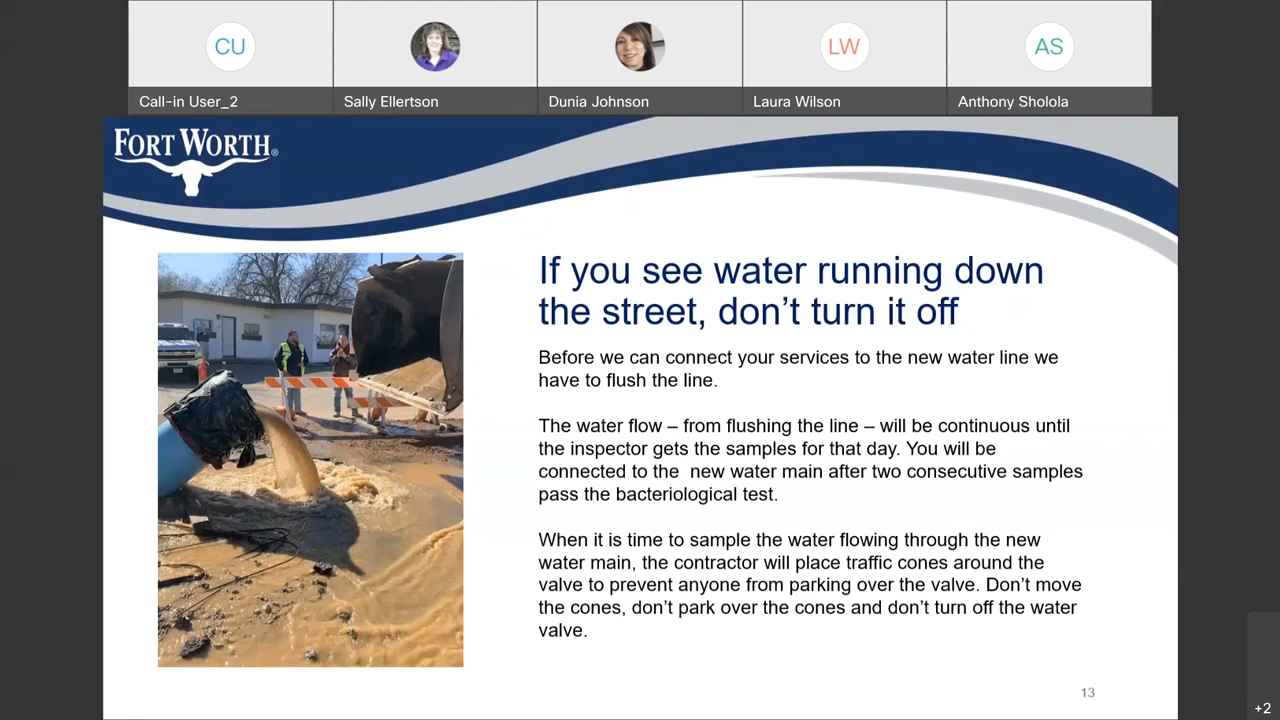 CU
LW
AS
Call-in User_2
Sally Ellertson
Dunia Johnson
Laura Wilson
Anthony Sholola
FORT WORTH®
If you see water running down
the street, don’t turn it off
Before we can connect your services to the new water line we
have to flush the line.
The water flow – from flushing the line – will be continuous until
the inspector gets the samples for that day. You will be
connected to the  new water main after two consecutive samples
pass the bacteriological test.
When it is time to sample the water flowing through the new
water main, the contractor will place traffic cones around the
valve to prevent anyone from parking over the valve. Don’t move
the cones, don’t park over the cones and don’t turn off the water
valve.
13
+2